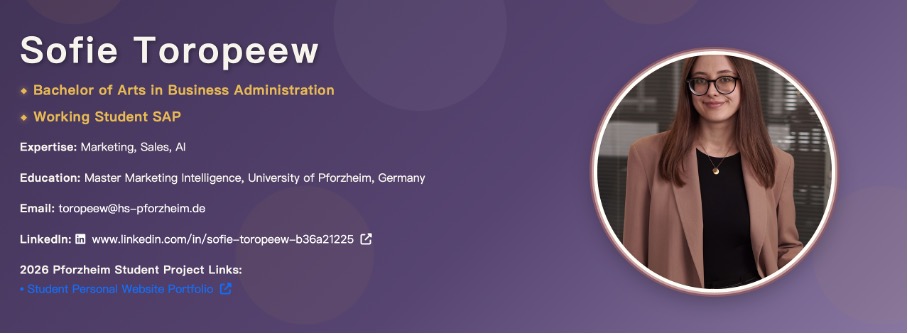 Sofie Toropeew
◆ Bachelor of Arts in Business Administration
◆ Working Student SAP
Expertise: Marketing, Sales, AI
Education: Master Marketing Intelligence, University of Pforzheim, Germany
Email: toropeew@hs-pforzheim.de
LinkedIn: www.linkedin.com/in/sofie-toropeew-b36a21225
2026 Pforzheim Student Project Links:
• Student Personal Website Portfolio